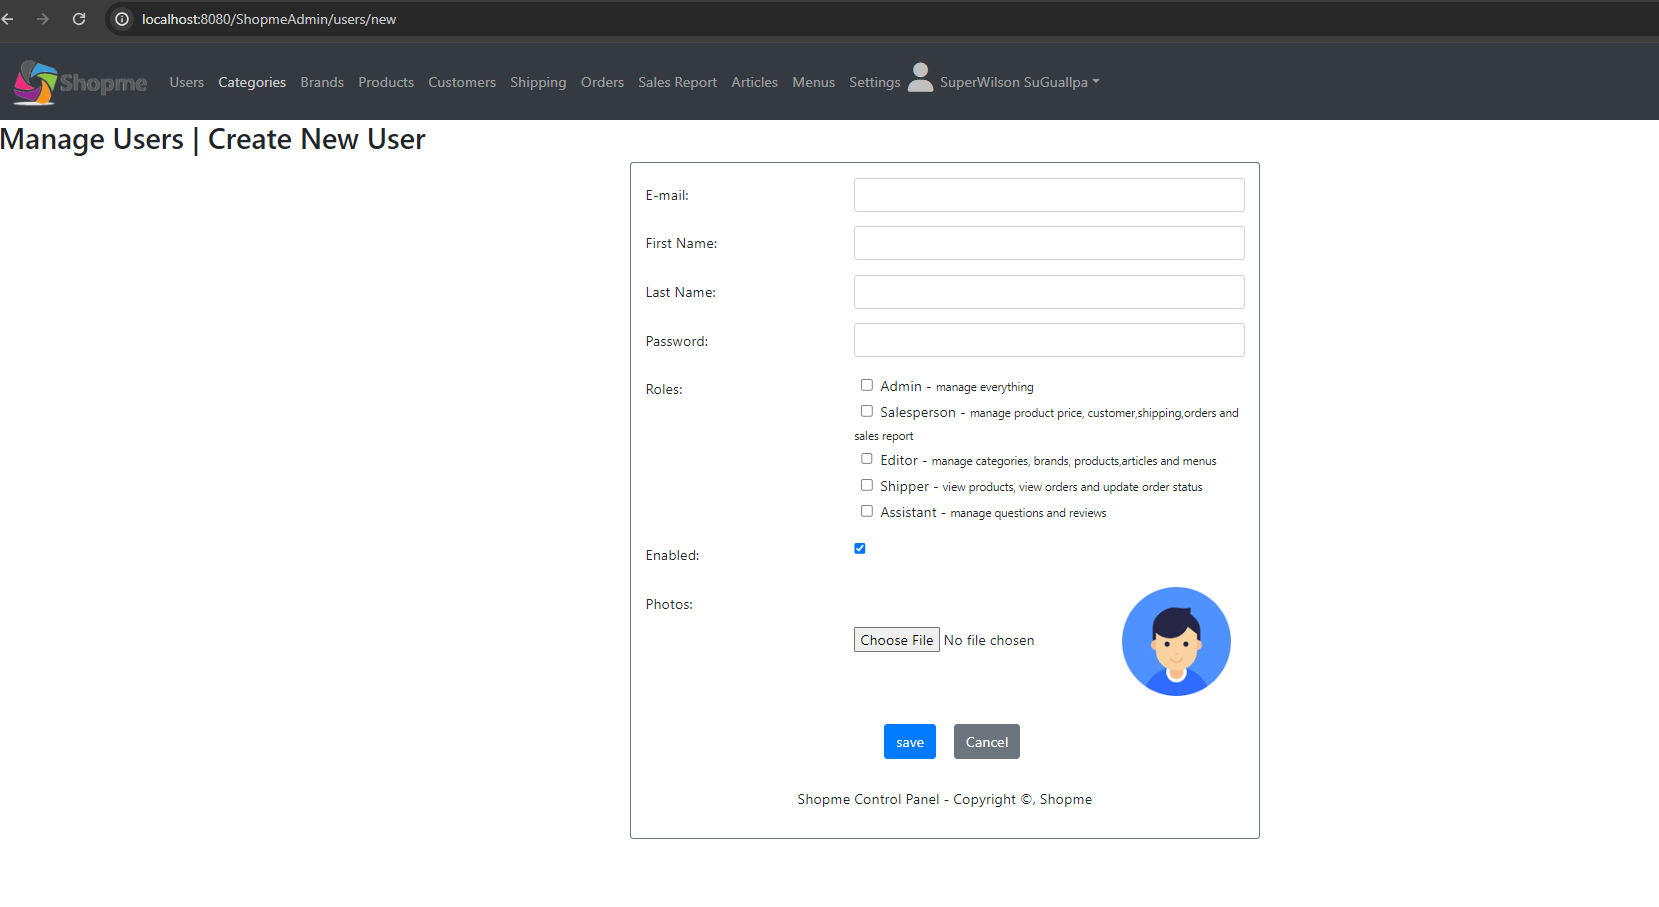 localhost:8080/ShopmeAdmin/users/new
Shopme Users Categories Brands Products Customers Shipping Orders Sales Report Articles Menus Settings SuperWilson SuGuallpa
Manage Users | Create New User
E-mail:
First Name:
Last Name:
Password:
Roles: Admin - manage everything
Salesperson - manage product price, customer,shipping,orders and
sales report
Editor - manage categories, brands, products,articles and menus
Shipper - view products, view orders and update order status
Assistant - manage questions and reviews
Enabled:
Photos:
Choose File No file chosen
save Cancel
Shopme Control Panel - Copyright ©, Shopme